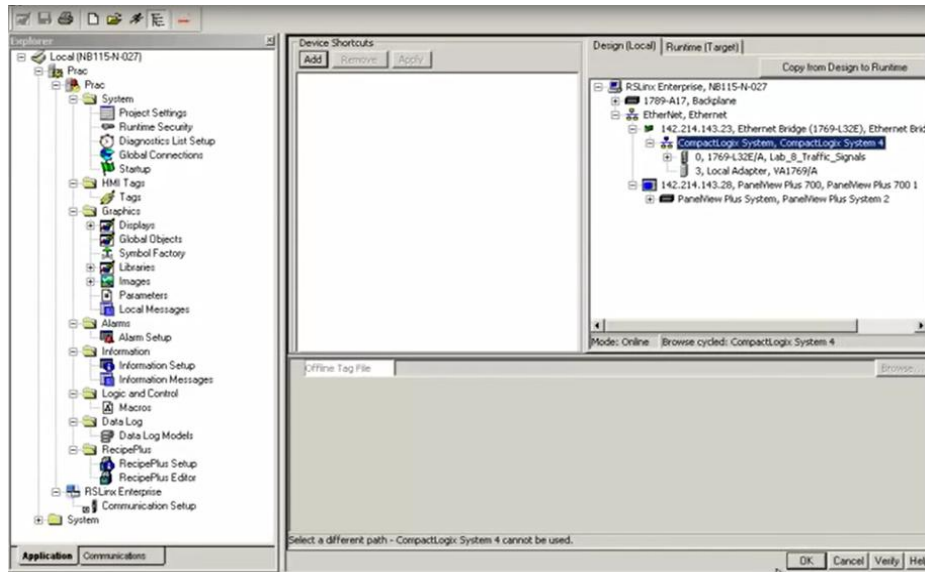 Explorer
Local (NB115-N-027)
Prac
Prac
System
Project Settings
Runtime Security
Diagnostics List Setup
Global Connections
Startup
HMI Tags
Tags
Graphics
Displays
Global Objects
Symbol Factory
Libraries
Images
Parameters
Local Messages
Alarms
Alarm Setup
Information
Information Setup
Information Messages
Logic and Control
Macros
Data Log
Data Log Models
RecipePlus
RecipePlus Setup
RecipePlus Editor
RSLinx Enterprise
Communication Setup
System
Application Communications
Device Shortcuts
Add Remove Apply
Design (Local) Runtime (Target)
Copy from Design to Runtime
RSLinx Enterprise, NB115-N-027
1789-A17, Backplane
EtherNet, Ethernet
142.214.143.23, Ethernet Bridge (1769-L32E), Ethernet Brid
CompactLogix System, CompactLogix System 4
0, 1769-L32E/A, Lab_8_Traffic_Signals
3, Local Adapter, VA1769/A
142.214.143.28, PanelView Plus 700, PanelView Plus 700 1
PanelView Plus System, PanelView Plus System 2
Mode: Online Browse cycled: CompactLogix System 4
Offline Tag File
Browse...
Select a different path - CompactLogix System 4 cannot be used.
OK Cancel Verify Hel